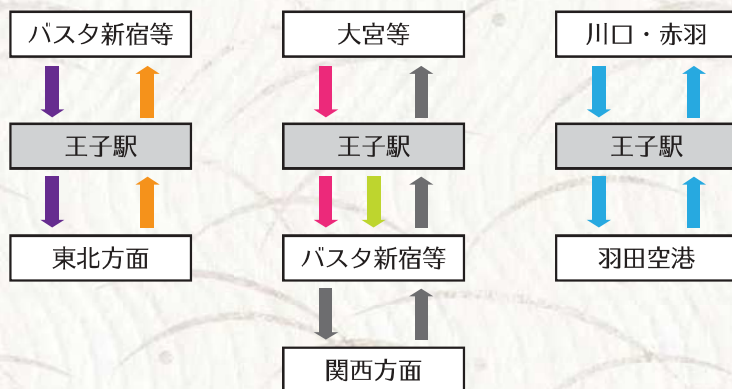 バスタ新宿等
王子駅
東北方面
大宮等
王子駅
バスタ新宿等
関西方面
川口・赤羽
王子駅
羽田空港